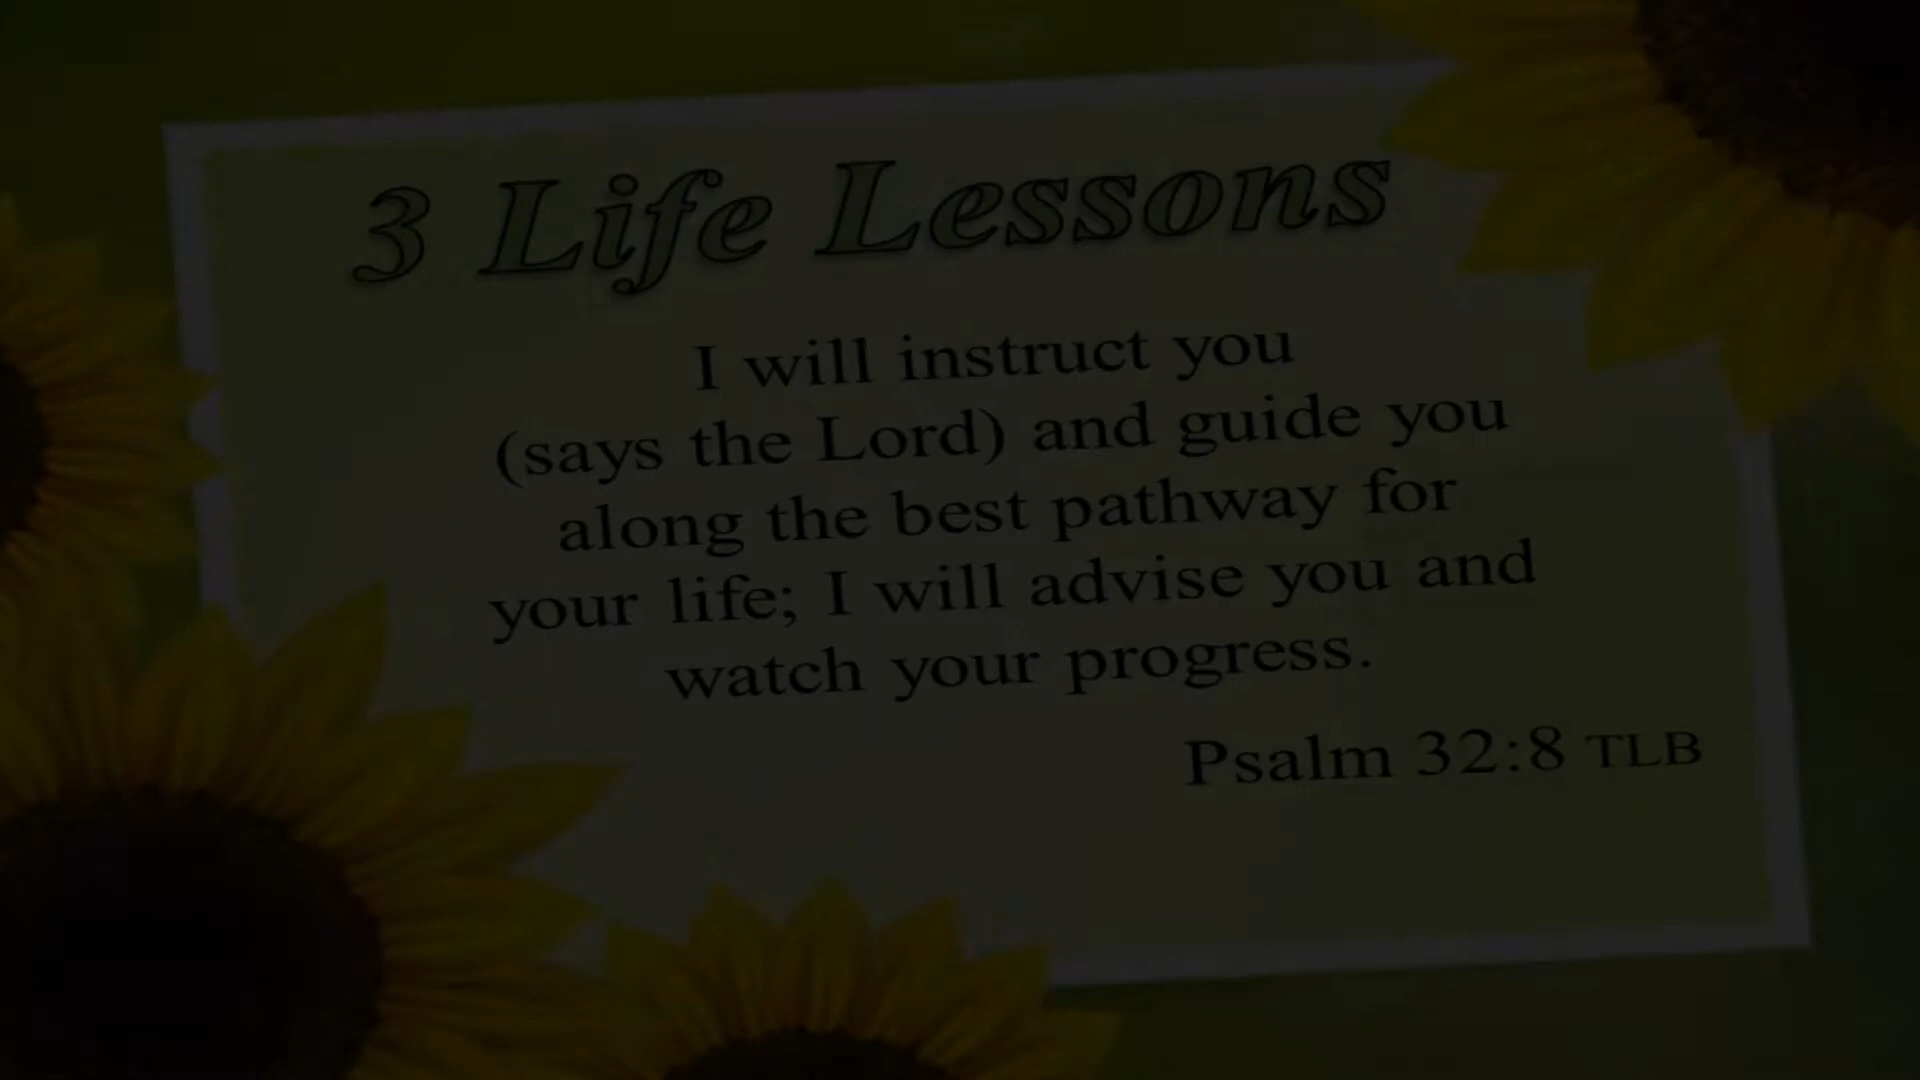 3 Life Lessons
I will instruct you
(says the Lord) and guide you
along the best pathway for
your life; I will advise you and
watch your progress.
Psalm 32:8 TLB